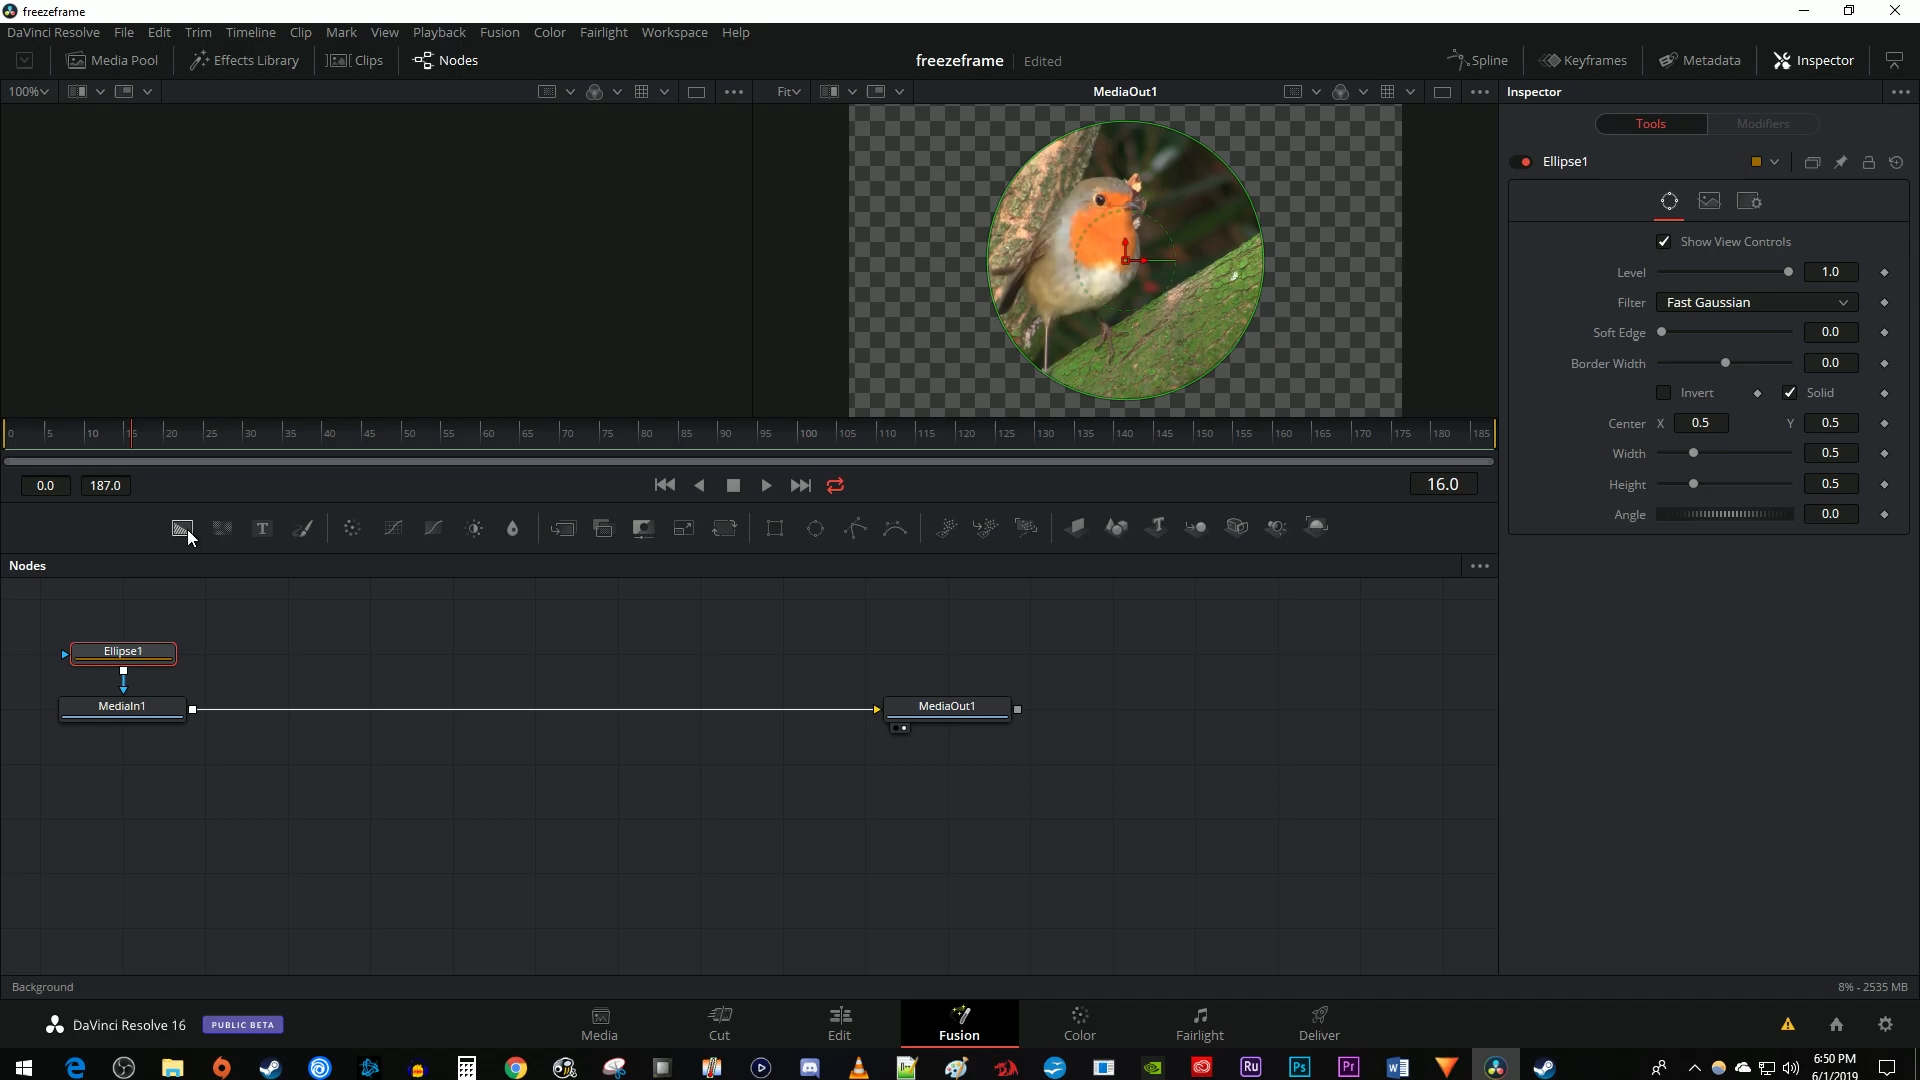 freezeframe
DaVinci Resolve File Edit Trim Timeline Clip Mark View Playback Fusion Color Fairlight Workspace Help
Media Pool Effects Library Clips Nodes freezeframe Edited Spline Keyframes Metadata Inspector
100% Fit MediaOut1 Inspector
Tools Modifiers
Ellipse1
Show View Controls
Level 1.0
Filter Fast Gaussian
Soft Edge 0.0
Border Width 0.0
Invert Solid
Center X 0.5 Y 0.5
Width 0.5
Height 0.5
Angle 0.0
0 5 10 15 20 25 30 35 40 45 50 55 60 65 70 75 80 85 90 95 100 105 110 115 120 125 130 135 140 145 150 155 160 165 170 175 180 185
0.0 187.0 16.0
T
Nodes
Ellipse1
MediaIn1 MediaOut1
Background 8% - 2535 MB
DaVinci Resolve 16 PUBLIC BETA
Media Cut Edit Fusion Color Fairlight Deliver
Ru Ps Pr
6:50 PM
6/1/2019